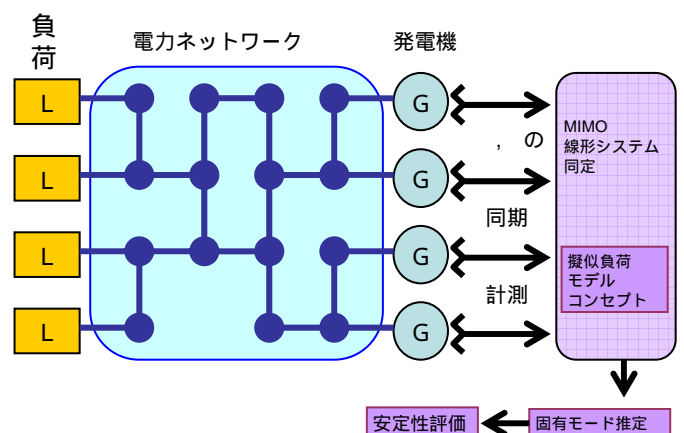 負
荷
電力ネットワーク
発電機
L
L
L
L
G
G
G
G
, の
同期
計測
MIMO
線形システム
同定
擬似負荷
モデル
コンセプト
安定性評価
固有モード推定